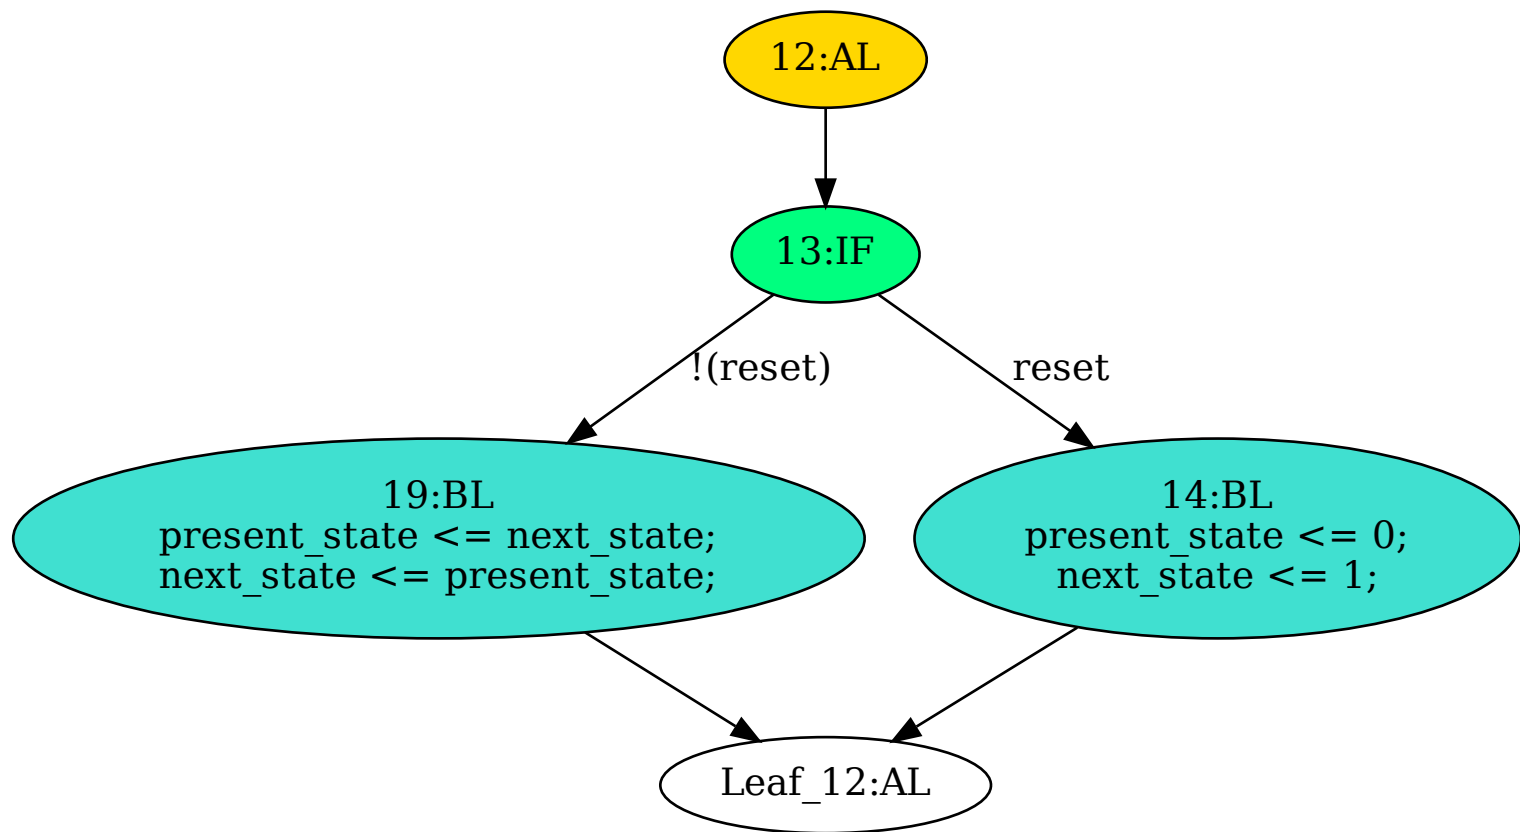 12:AL
13:IF
!(reset)
reset
19:BL
present_state <= next_state;
next_state <= present_state;
14:BL
present_state <= 0;
next_state <= 1;
Leaf_12:AL